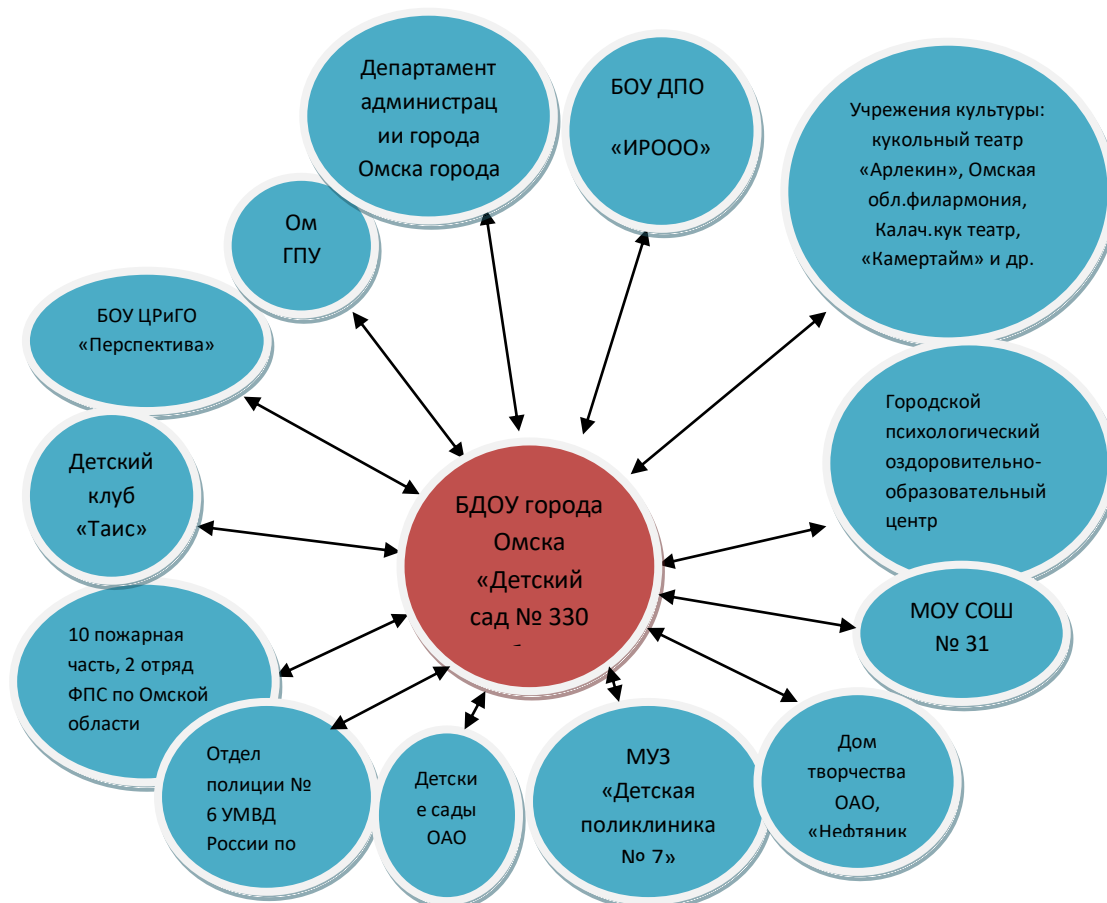 Департамент
администрац
ии города
Омска города
БОУ ДПО
«ИРООО»
Учрежения культуры:
кукольный театр
«Арлекин», Омская
обл.филармония,
Калач.кук театр,
«Камертайм» и др.
Ом
ГПУ
БОУ ЦРиГО
«Перспектива»
Городской
психологический
оздоровительно-
образовательный
центр
Детский
клуб
«Таис»
БДОУ города
Омска
«Детский
сад № 330
МОУ СОШ
№ 31
10 пожарная
часть, 2 отряд
ФПС по Омской
области
Отдел
полиции №
6 УМВД
России по
Детски
е сады
ОАО
МУЗ
«Детская
поликлиника
№ 7»
Дом
творчества
ОАО,
«Нефтяник